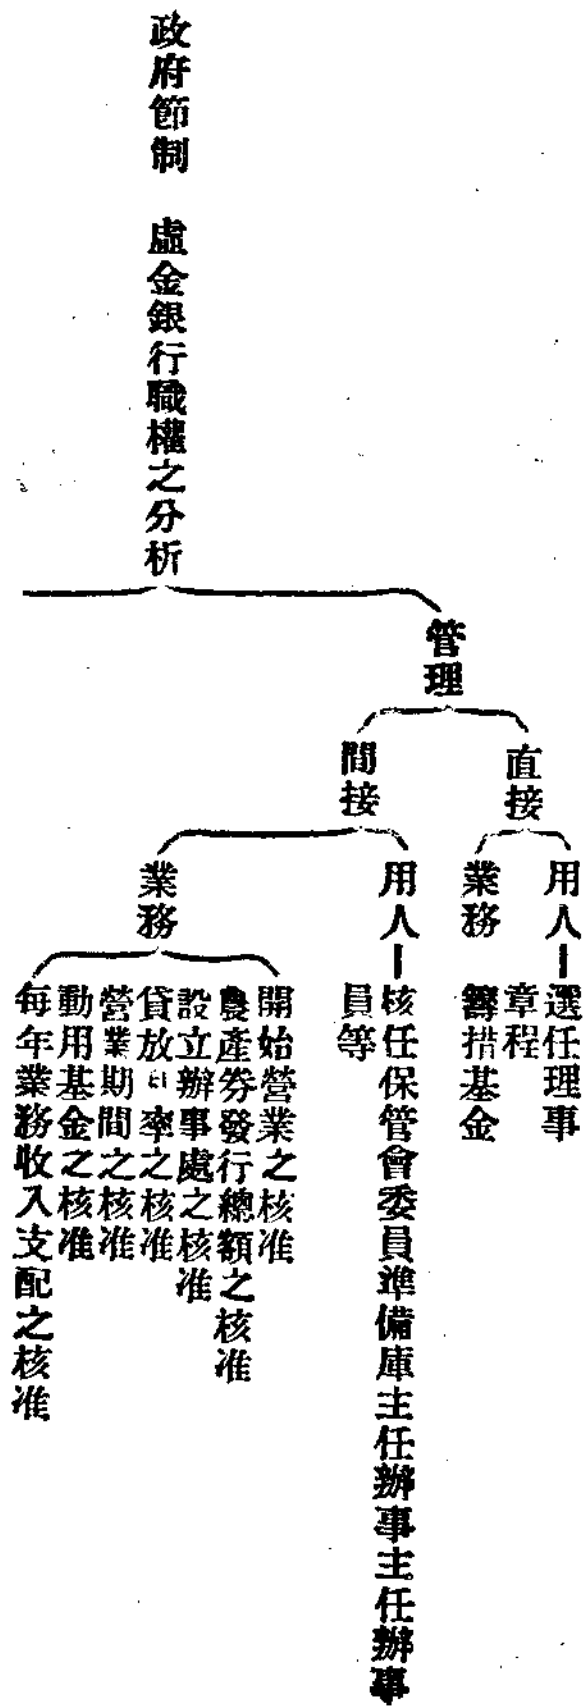 政府節制　虛金銀行職權之分析
管理
直接
用人—選任理事
業務
章程
籌措基金
間接
用人—核任保管會委員準備庫主任辦事主任辦事
員等
業務
開始營業之核准
農產券發行總額之核准
設立辦事處之核准
貸放 率之核准
營業期間之核准
動用基金之核准
每年業務收入支配之核准